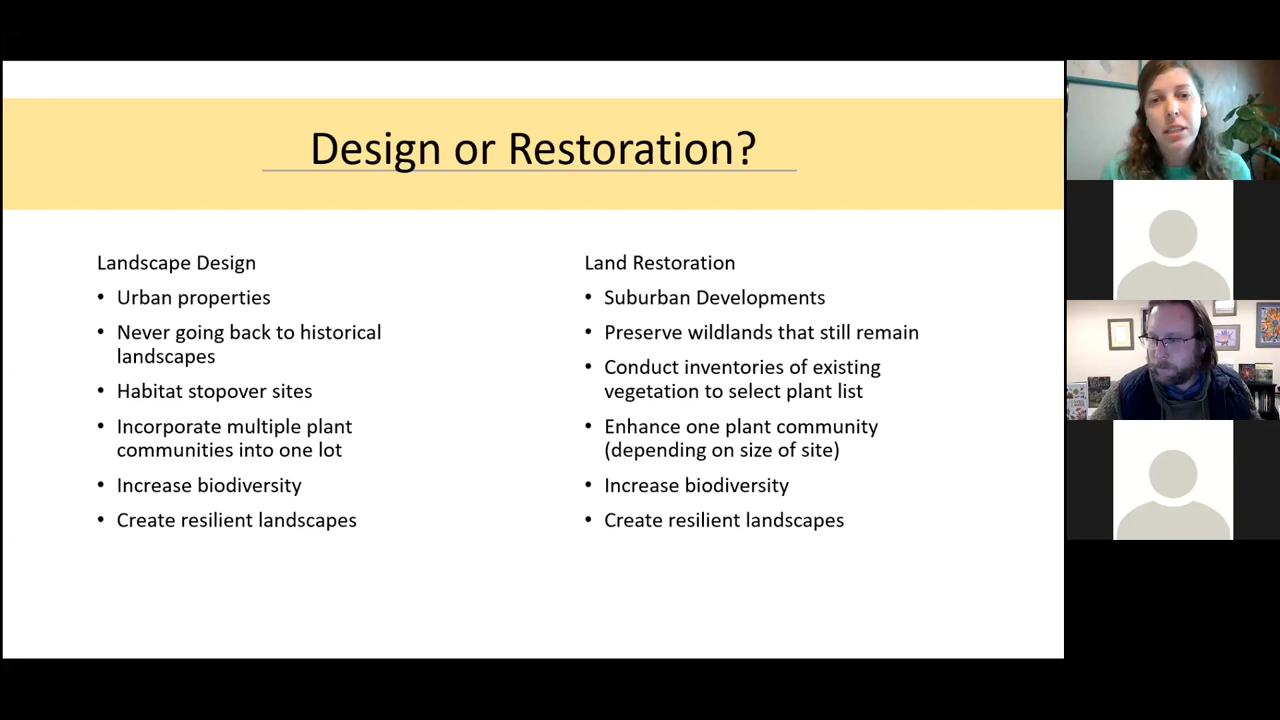 Design or Restoration?
Landscape Design
• Urban properties
• Never going back to historical
landscapes
• Habitat stopover sites
• Incorporate multiple plant
communities into one lot
• Increase biodiversity
• Create resilient landscapes
Land Restoration
• Suburban Developments
• Preserve wildlands that still remain
• Conduct inventories of existing
vegetation to select plant list
• Enhance one plant community
(depending on size of site)
• Increase biodiversity
• Create resilient landscapes